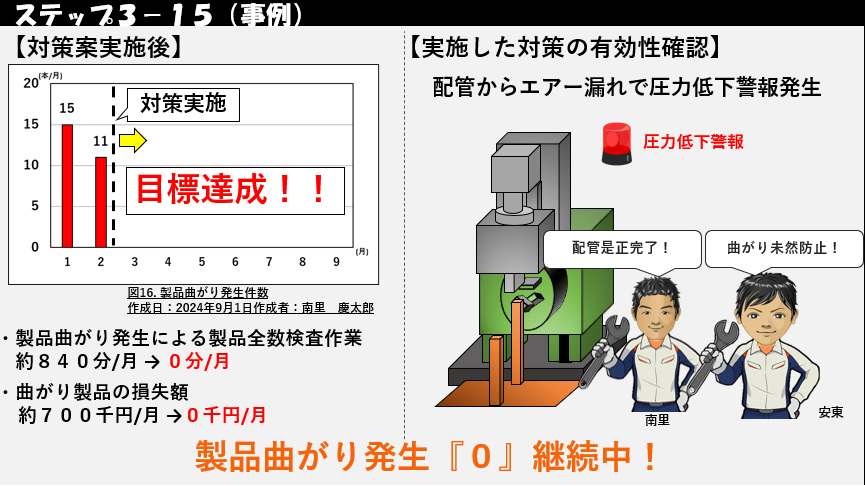 ステップ３－１５（事例）
【対策案実施後】
(本/月)
20
15
10
5
0
15
11
対策実施
目標達成！！
1 2 3 4 5 6 7 8 9
(月)
図16. 製品曲がり発生件数
作成日：2024年9月1日作成者：南里　慶太郎
・製品曲がり発生による製品全数検査作業
約８４０分/月 → ０分/月
・曲がり製品の損失額
約７００千円/月 →０千円/月
【実施した対策の有効性確認】
配管からエアー漏れで圧力低下警報発生
圧力低下警報
配管是正完了！
曲がり未然防止！
南里
安東
製品曲がり発生『０』継続中！